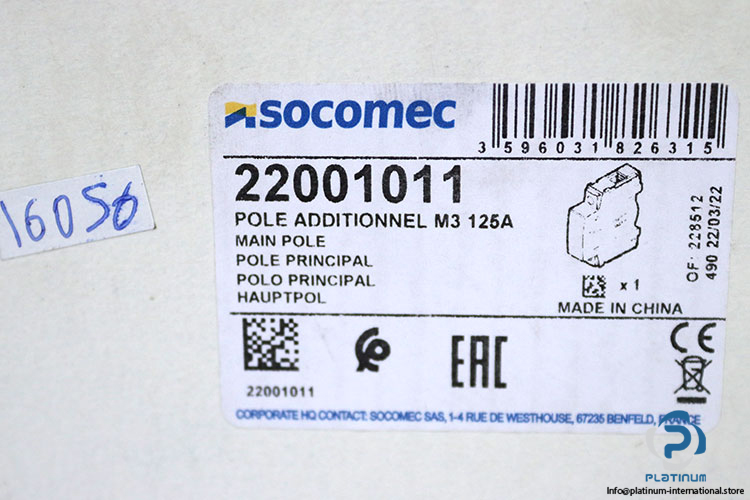 socomec
3 596031 826315
22001011
POLE ADDITIONNEL M3 125A
MAIN POLE
POLE PRINCIPAL
POLO PRINCIPAL
HAUPTPOL
x 1
MADE IN CHINA
OF: 228512
490 22/03/22
22001011
EAC
CE
CORPORATE HQ CONTACT: SOCOMEC SAS, 1-4 RUE DE WESTHOUSE, 67235 BENFELD, FRANCE
16056
PLATINUM
Info@platinum-international.store